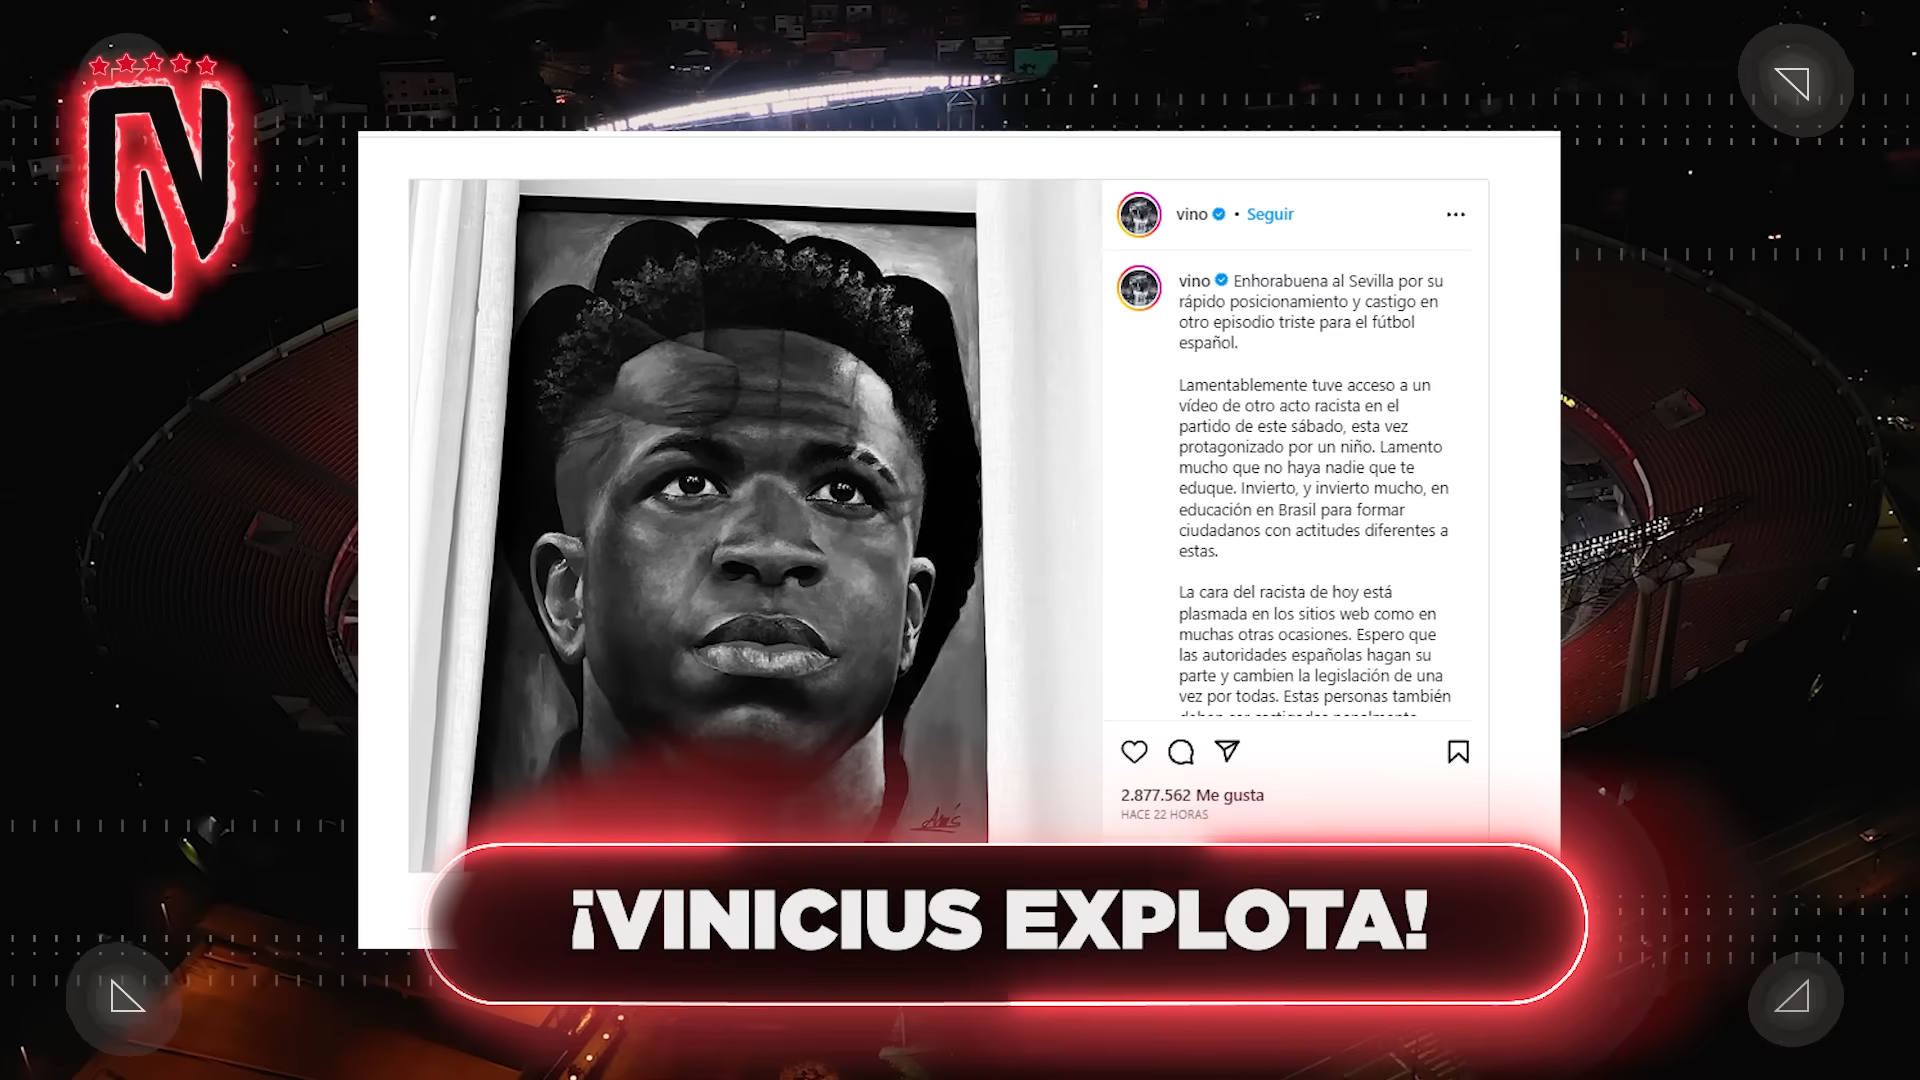 vino • Seguir
vino Enhorabuena al Sevilla por su
rápido posicionamiento y castigo en
otro episodio triste para el fútbol
español.
Lamentablemente tuve acceso a un
vídeo de otro acto racista en el
partido de este sábado, esta vez
protagonizado por un niño. Lamento
mucho que no haya nadie que te
eduque. Invierto, y invierto mucho, en
educación en Brasil para formar
ciudadanos con actitudes diferentes a
estas.
La cara del racista de hoy está
plasmada en los sitios web como en
muchas otras ocasiones. Espero que
las autoridades españolas hagan su
parte y cambien la legislación de una
vez por todas. Estas personas también
2.877.562 Me gusta
HACE 22 HORAS
¡VINICIUS EXPLOTA!